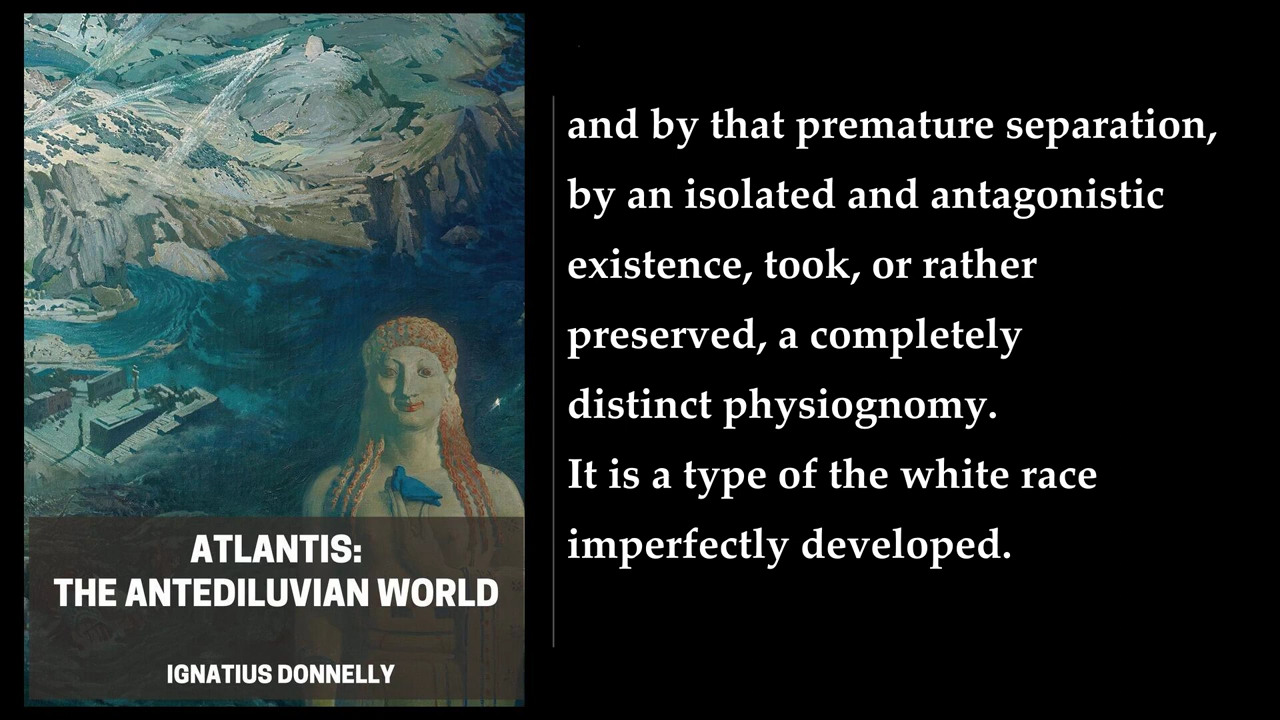 ATLANTIS:
THE ANTEDILUVIAN WORLD
IGNATIUS DONNELLY
and by that premature separation,
by an isolated and antagonistic
existence, took, or rather
preserved, a completely
distinct physiognomy.
It is a type of the white race
imperfectly developed.